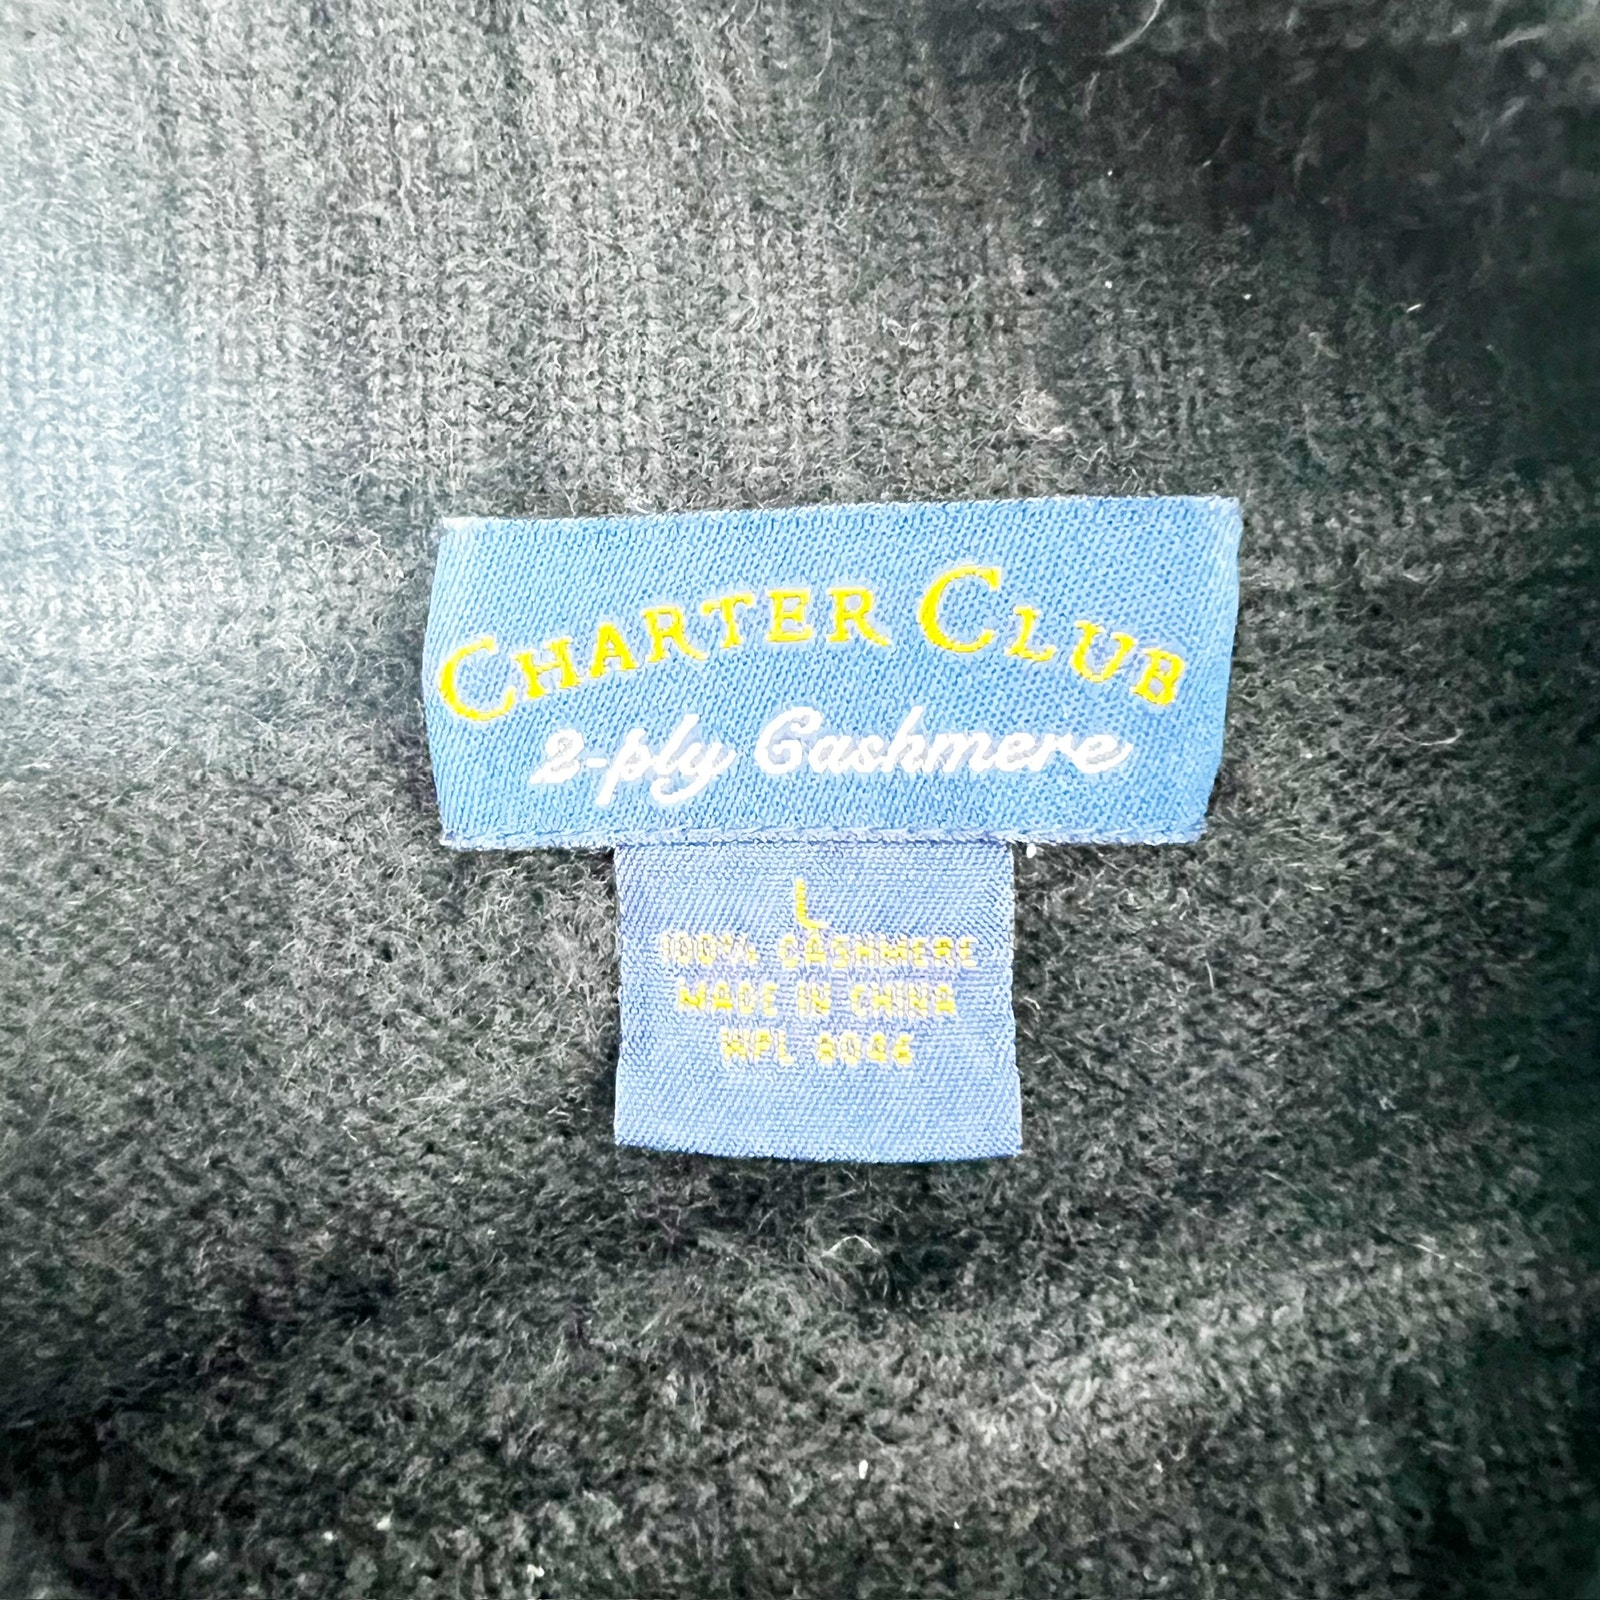 CHARTER CLUB
2-ply Cashmere
L
100% CASHMERE
MADE IN CHINA
WPL 8046